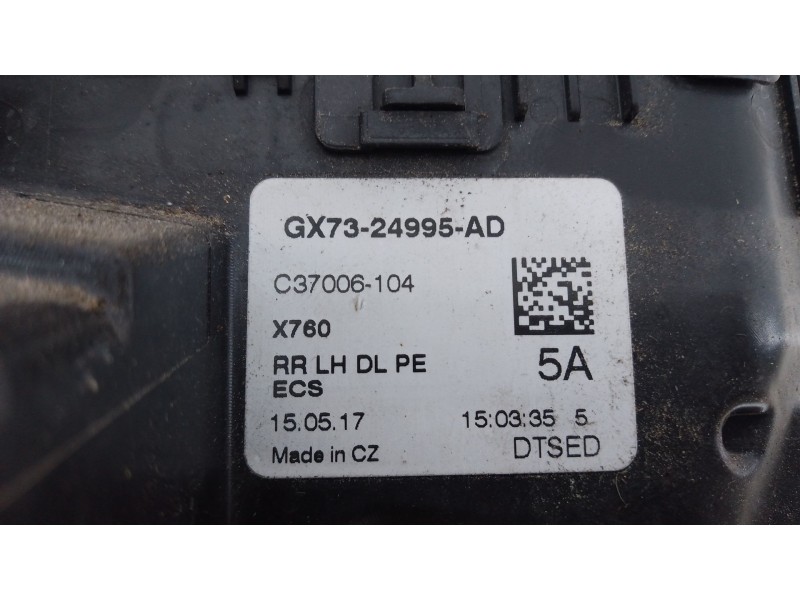 GX73-24995-AD
C37006-104
X760
RR LH DL PE
ECS
5A
15.05.17 15:03:35 5
Made in CZ DTSED